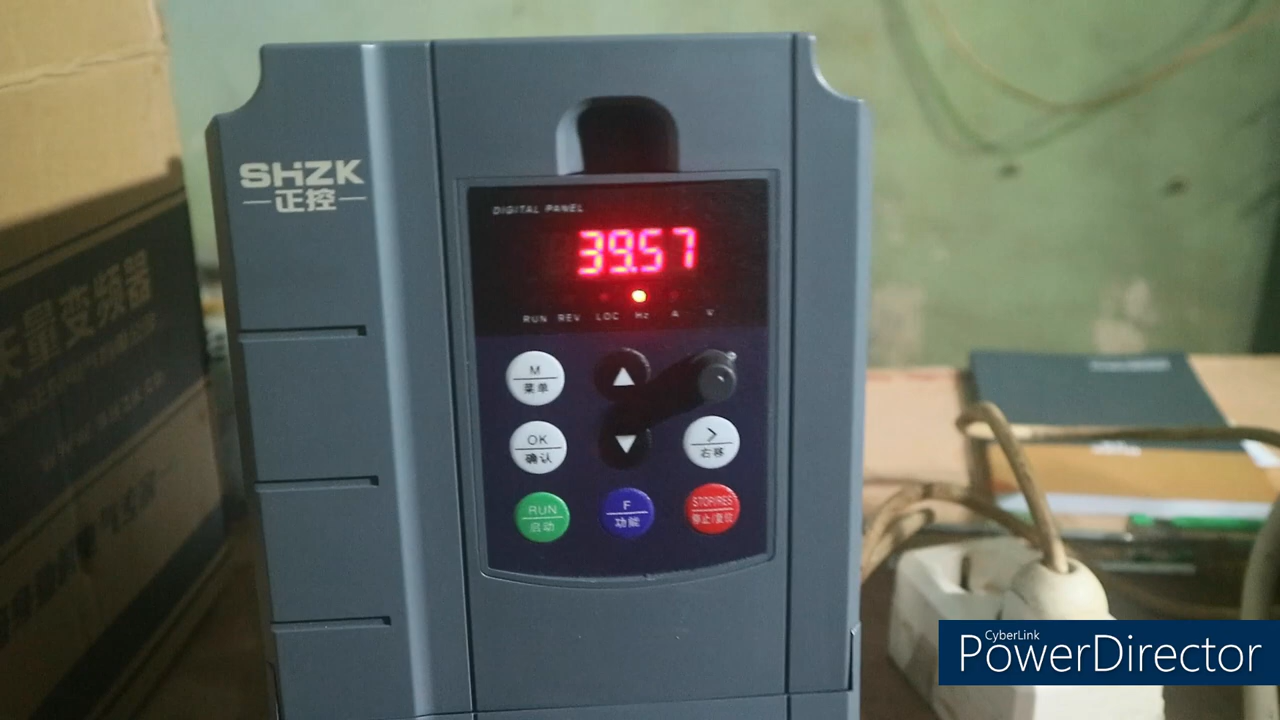 SHZK
正控
DIGITAL PANEL
39.57
RUN REV LOC Hz A V
M
菜单
OK
确认
>
右移
RUN
启动
F
功能
STOP/RES
停止/复位
量变频器
CyberLink
PowerDirector